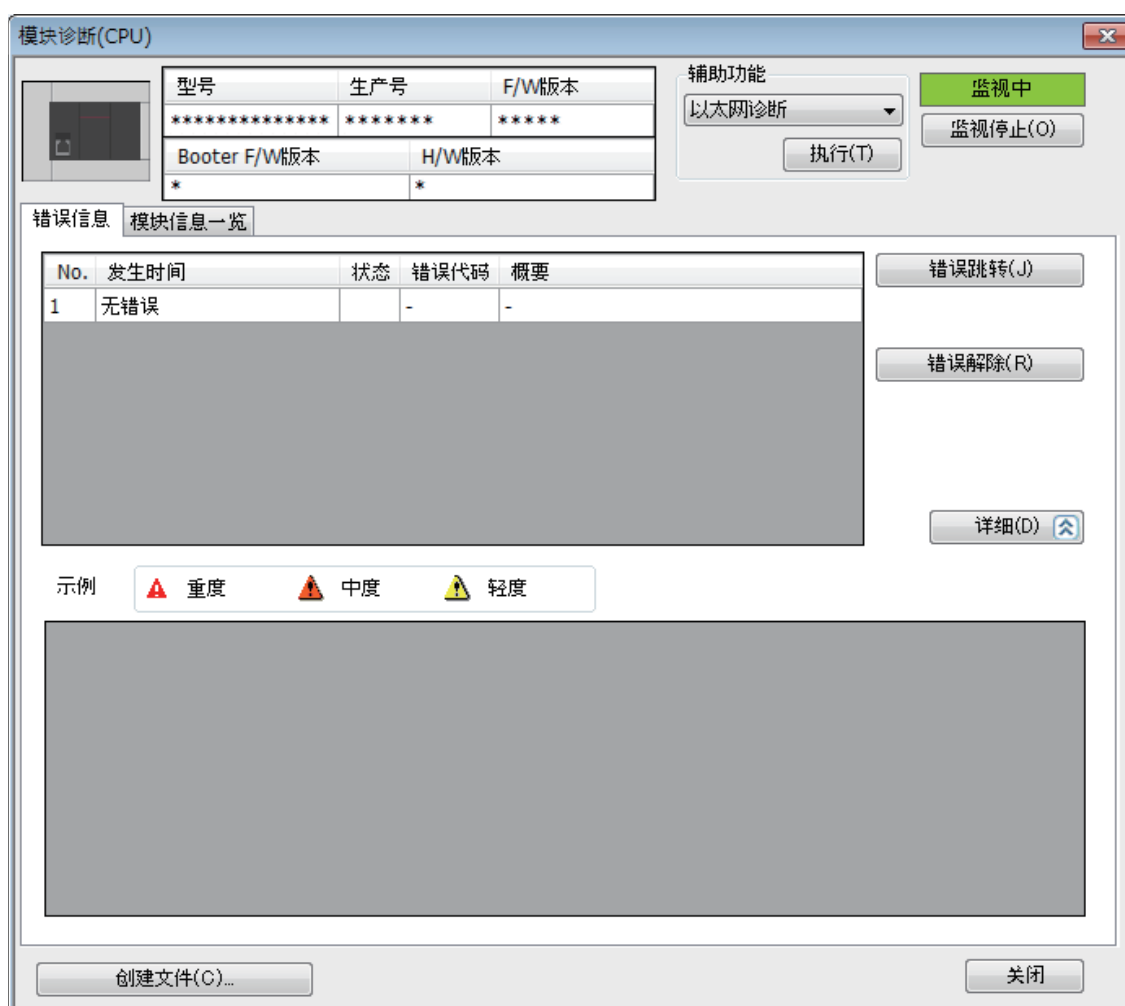 模块诊断(CPU)
型号 生产号 F/W版本
************** ******* *****
Booter F/W版本 H/W版本
* *
辅助功能
以太网诊断
执行(T)
监视中
监视停止(O)
错误信息 模块信息一览
No. 发生时间 状态 错误代码 概要
1 无错误 - -
错误跳转(J)
错误解除(R)
详细(D)
示例 重度 中度 轻度
创建文件(C)... 关闭